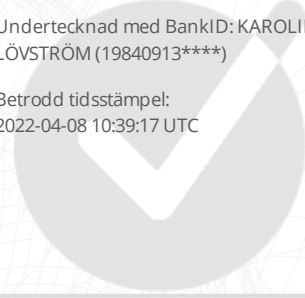 Undertecknad med BankID: KAROLI
LÖVSTRÖM (19840913****)
Betrodd tidsstämpel:
2022-04-08 10:39:17 UTC